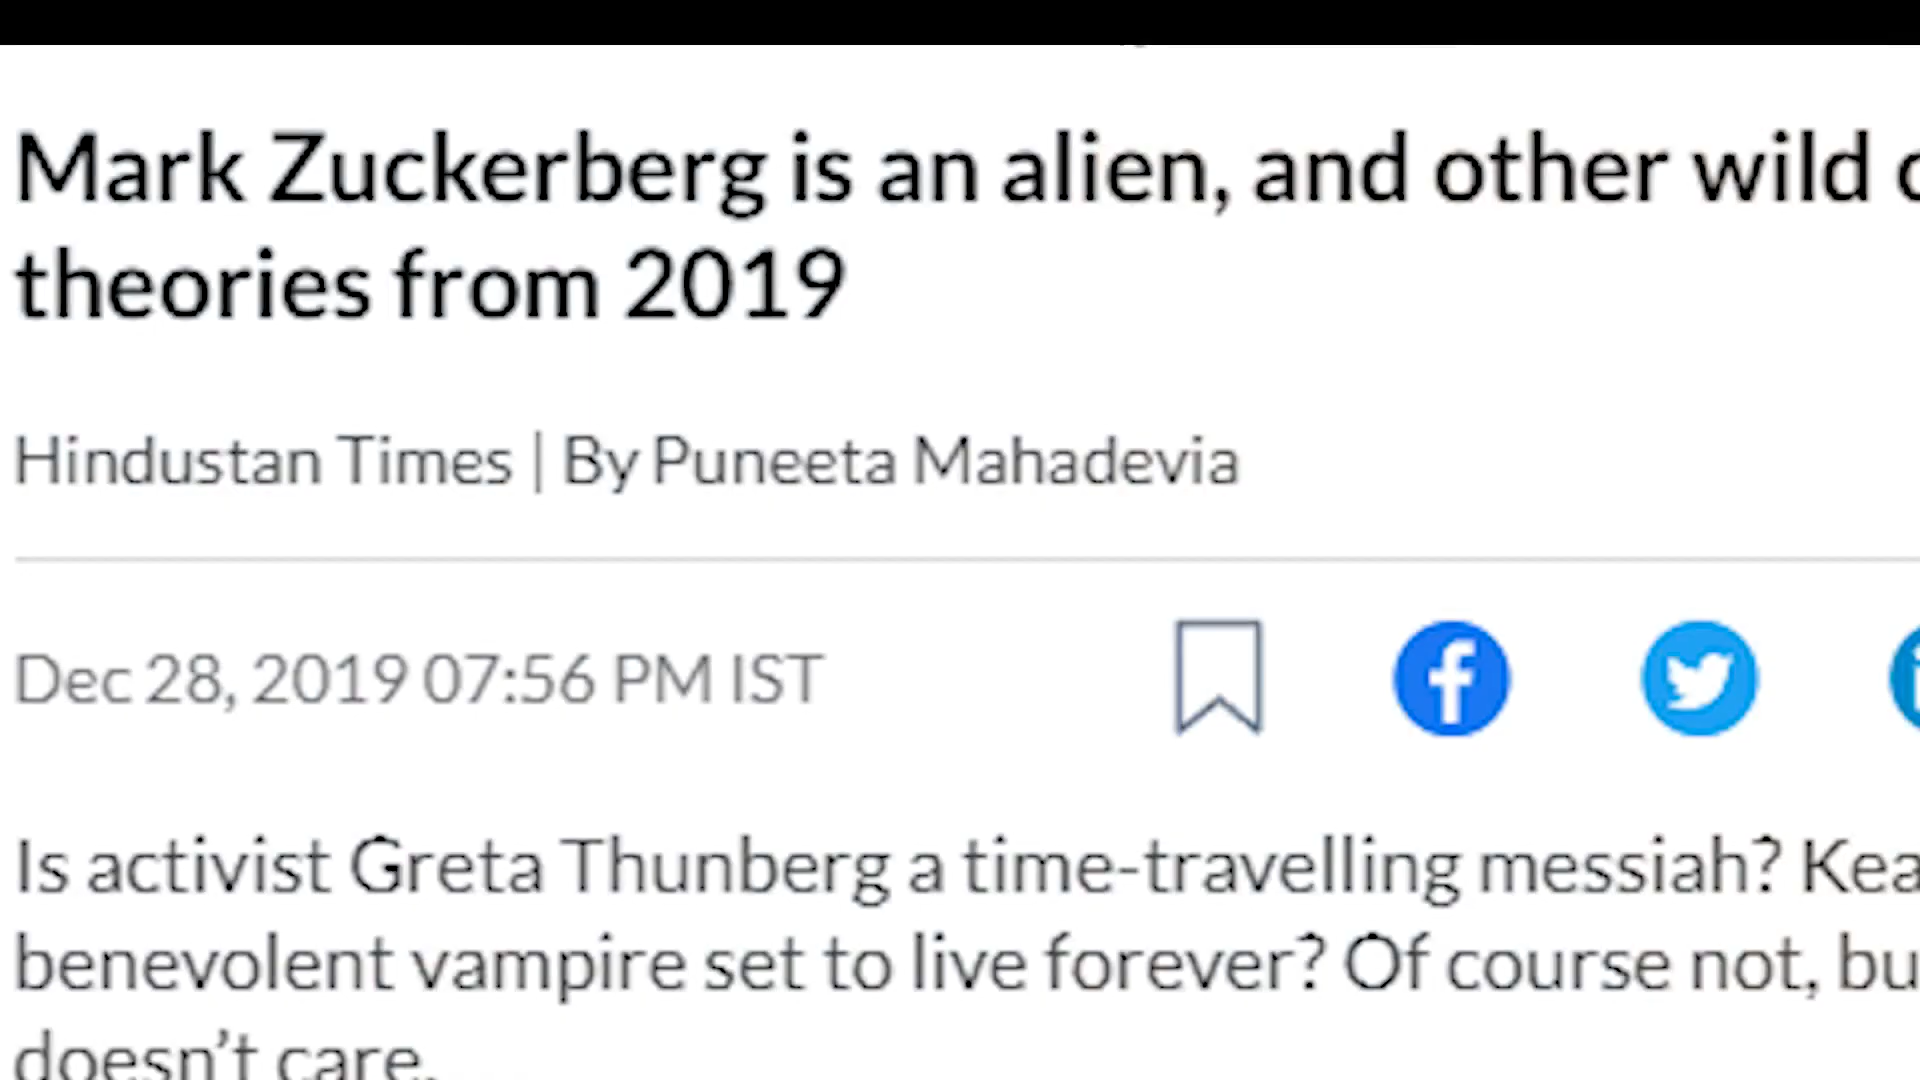 Mark Zuckerberg is an alien, and other wild
theories from 2019
Hindustan Times | By Puneeta Mahadevia
Dec 28, 2019 07:56 PM IST
Is activist Greta Thunberg a time-travelling messiah?
benevolent vampire set to live forever? Of course not,
doesn't care.